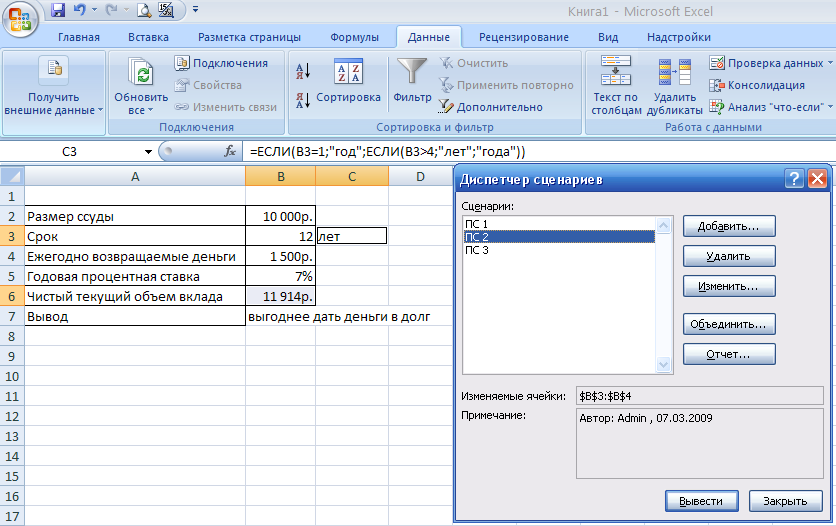 Книга1 - Microsoft Excel
Главная Вставка Разметка страницы Формулы Данные Рецензирование Вид Надстройки
Получить внешние данные
Обновить все
Подключения
Свойства
Изменить связи
Подключения
Сортировка
Фильтр
Очистить
Применить повторно
Дополнительно
Сортировка и фильтр
Текст по столбцам
Удалить дубликаты
Проверка данных
Консолидация
Анализ "что-если"
Работа с данными
C3 fx =ЕСЛИ(B3=1;"год";ЕСЛИ(B3>4;"лет";"года"))
A B C D
1
2 Размер ссуды 10 000р.
3 Срок 12 лет
4 Ежегодно возвращаемые деньги 1 500р.
5 Годовая процентная ставка 7%
6 Чистый текущий объем вклада 11 914р.
7 Вывод выгоднее дать деньги в долг
8
9
10
11
12
13
14
15
16
17
Диспетчер сценариев
Сценарии:
ПС 1
ПС 2
ПС 3
Добавить...
Удалить
Изменить...
Объединить...
Отчет...
Изменяемые ячейки: $B$3:$B$4
Примечание: Автор: Admin , 07.03.2009
Вывести Закрыть